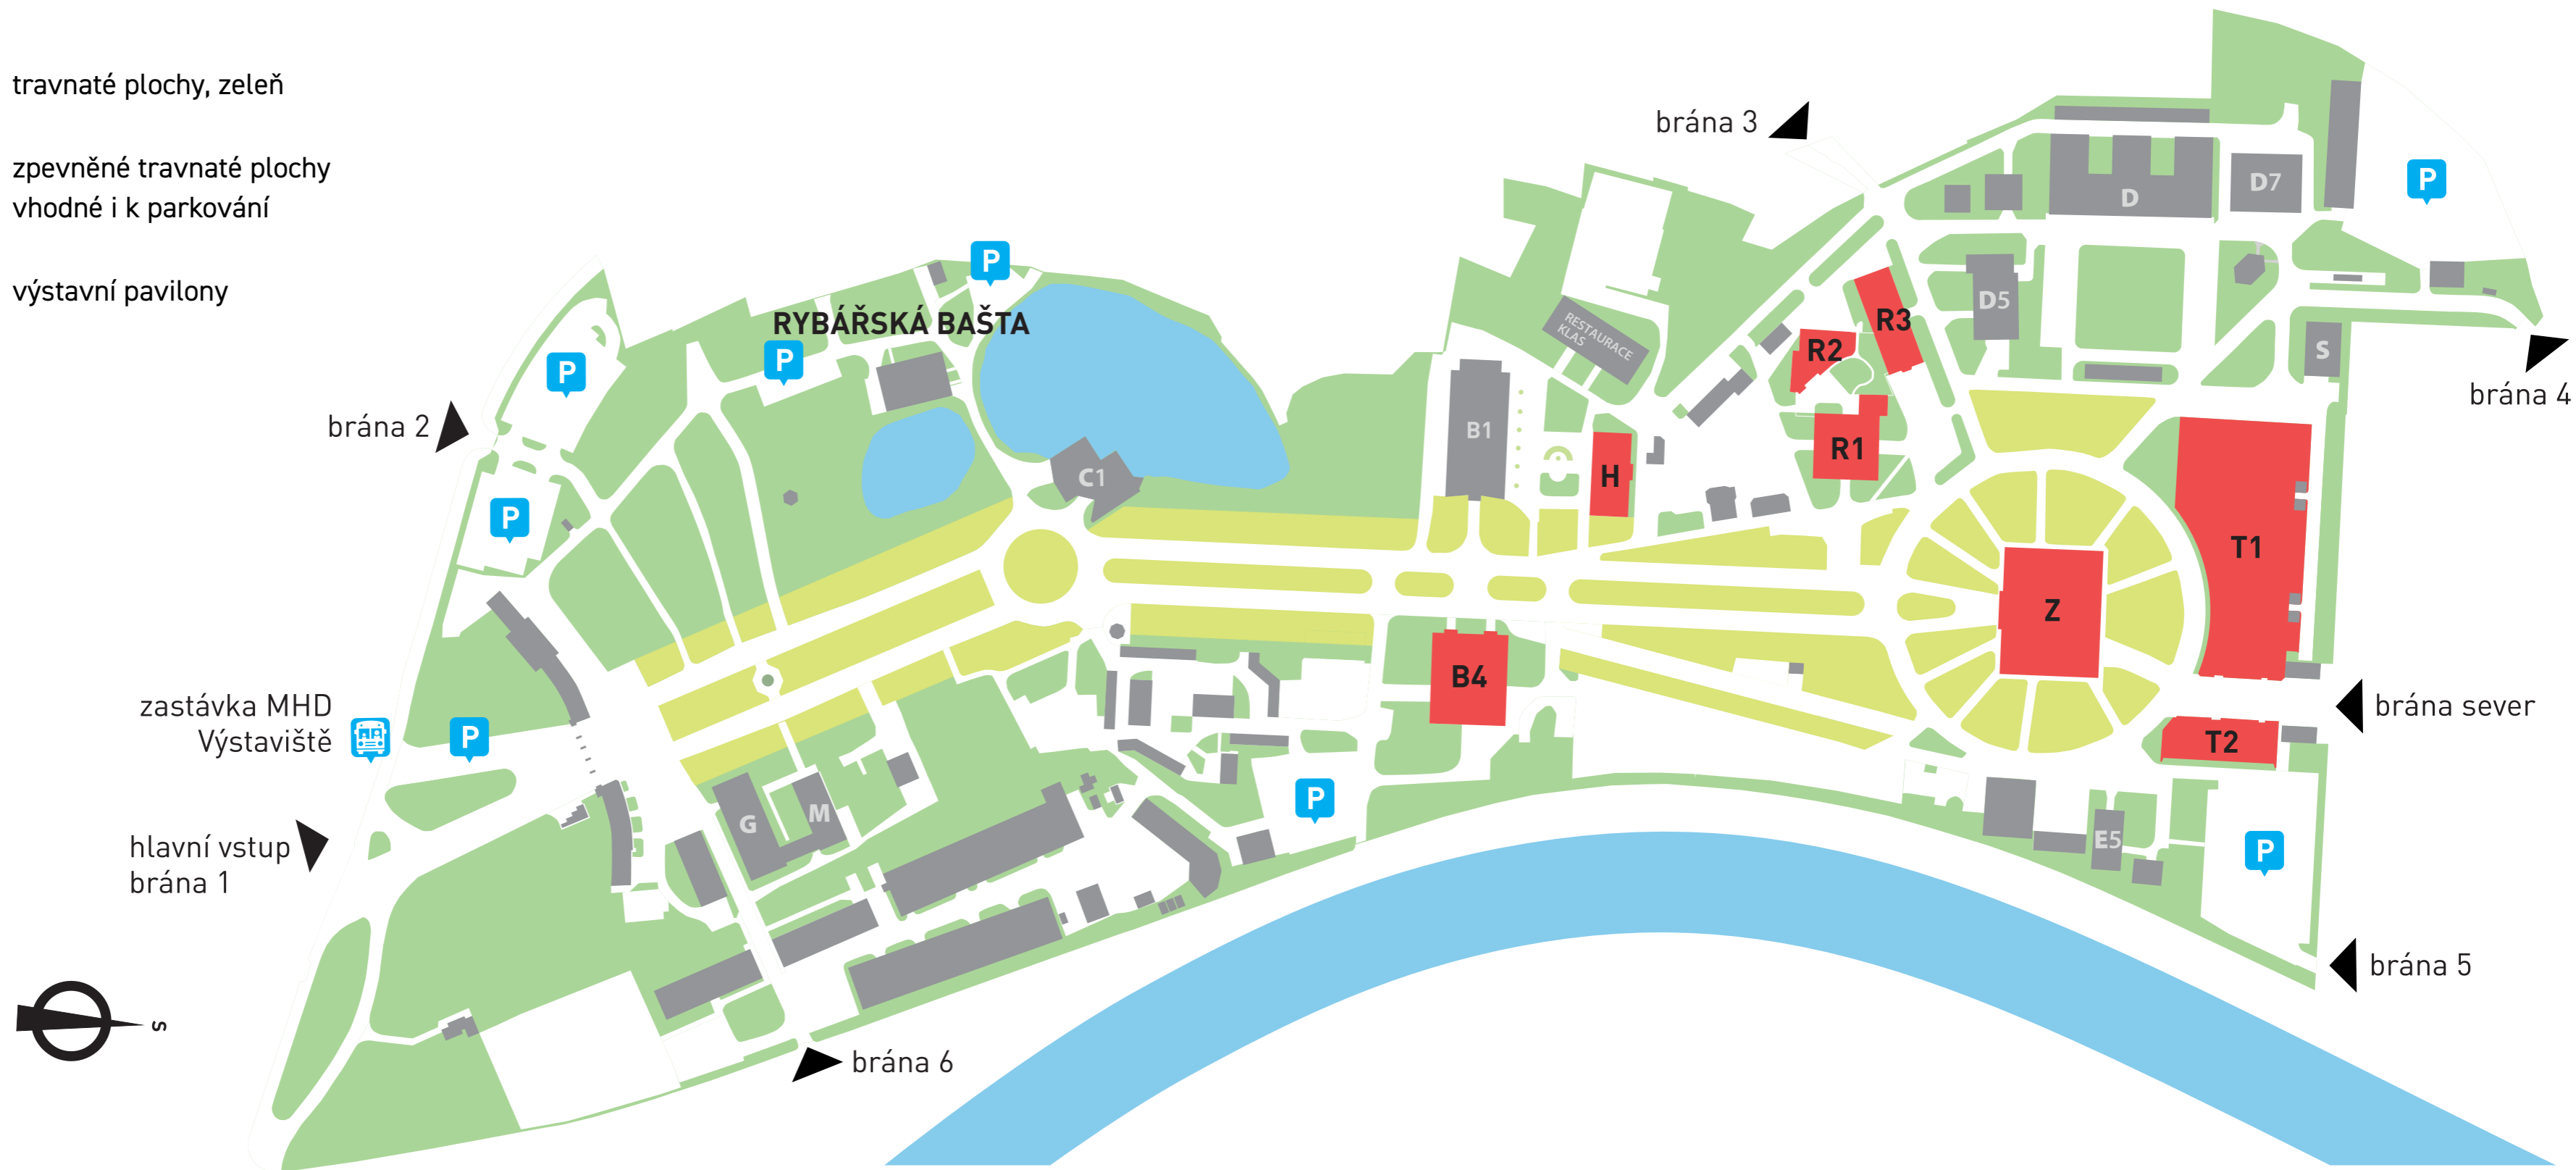 travnaté plochy, zeleň
zpevněné travnaté plochy
vhodné i k parkování
výstavní pavilony
brána 3
D
D7
P
P
RYBÁŘSKÁ BAŠTA
P
P
brána 2
P
RESTAURACE
KLAS
D5
R3
R2
S
brána 4
B1
C1
H
R1
T1
Z
B4
zastávka MHD
Výstaviště
P
brána sever
T2
hlavní vstup
brána 1
G
M
P
E5
P
brána 5
s
brána 6